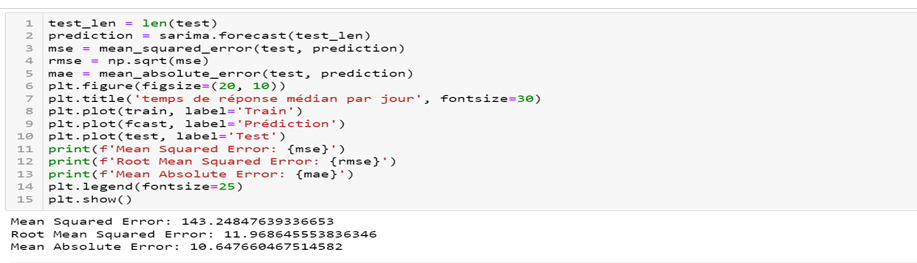 1 test_len = len(test)
2 prediction = sarima.forecast(test_len)
3 mse = mean_squared_error(test, prediction)
4 rmse = np.sqrt(mse)
5 mae = mean_absolute_error(test, prediction)
6 plt.figure(figsize=(20, 10))
7 plt.title('temps de réponse médian par jour', fontsize=30)
8 plt.plot(train, label='Train')
9 plt.plot(fcast, label='Prédiction')
10 plt.plot(test, label='Test')
11 print(f'Mean Squared Error: {mse}')
12 print(f'Root Mean Squared Error: {rmse}')
13 print(f'Mean Absolute Error: {mae}')
14 plt.legend(fontsize=25)
15 plt.show()
Mean Squared Error: 143.24847639336653
Root Mean Squared Error: 11.968645553836346
Mean Absolute Error: 10.647660467514582